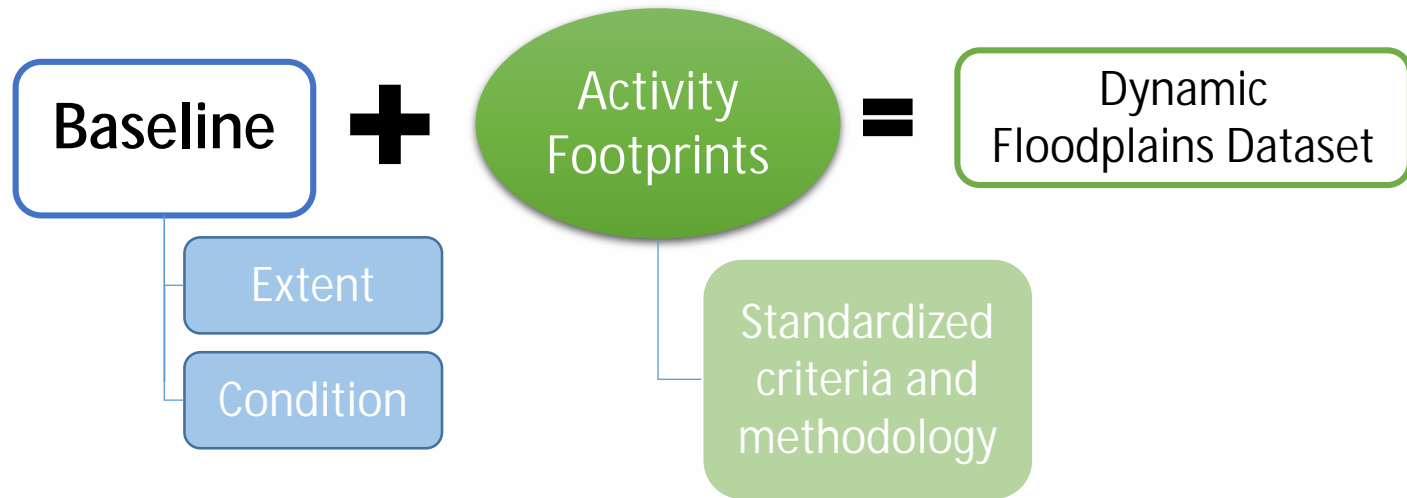 Baseline
+
Activity
Footprints
=
Dynamic
Floodplains Dataset
Extent
Condition
Standardized
criteria and
methodology